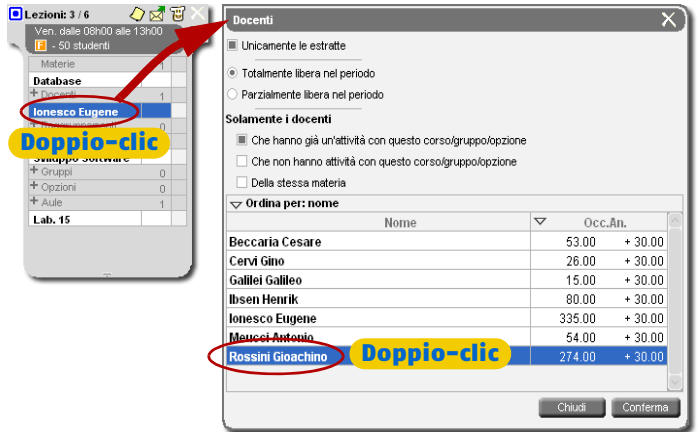 Lezioni: 3 / 6
Ven. dalle 08h00 alle 13h00
F - 50 studenti
Materie 1
Database
+ Docenti 1
Ionesco Eugene
+ Raggruppamenti 0
Doppio-clic
Sviluppo Software
+ Gruppi 0
+ Opzioni 0
+ Aule 1
Lab. 15
Docenti
Unicamente le estratte
Totalmente libera nel periodo
Parzialmente libera nel periodo
Solamente i docenti
Che hanno già un'attività con questo corso/gruppo/opzione
Che non hanno attività con questo corso/gruppo/opzione
Della stessa materia
Ordina per: nome
Nome Occ.An.
Beccaria Cesare 53.00 + 30.00
Cervi Gino 26.00 + 30.00
Galilei Galileo 15.00 + 30.00
Ibsen Henrik 80.00 + 30.00
Ionesco Eugene 335.00 + 30.00
Meucci Antonio 54.00 + 30.00
Rossini Gioachino 274.00 + 30.00
Doppio-clic
Chiudi Conferma